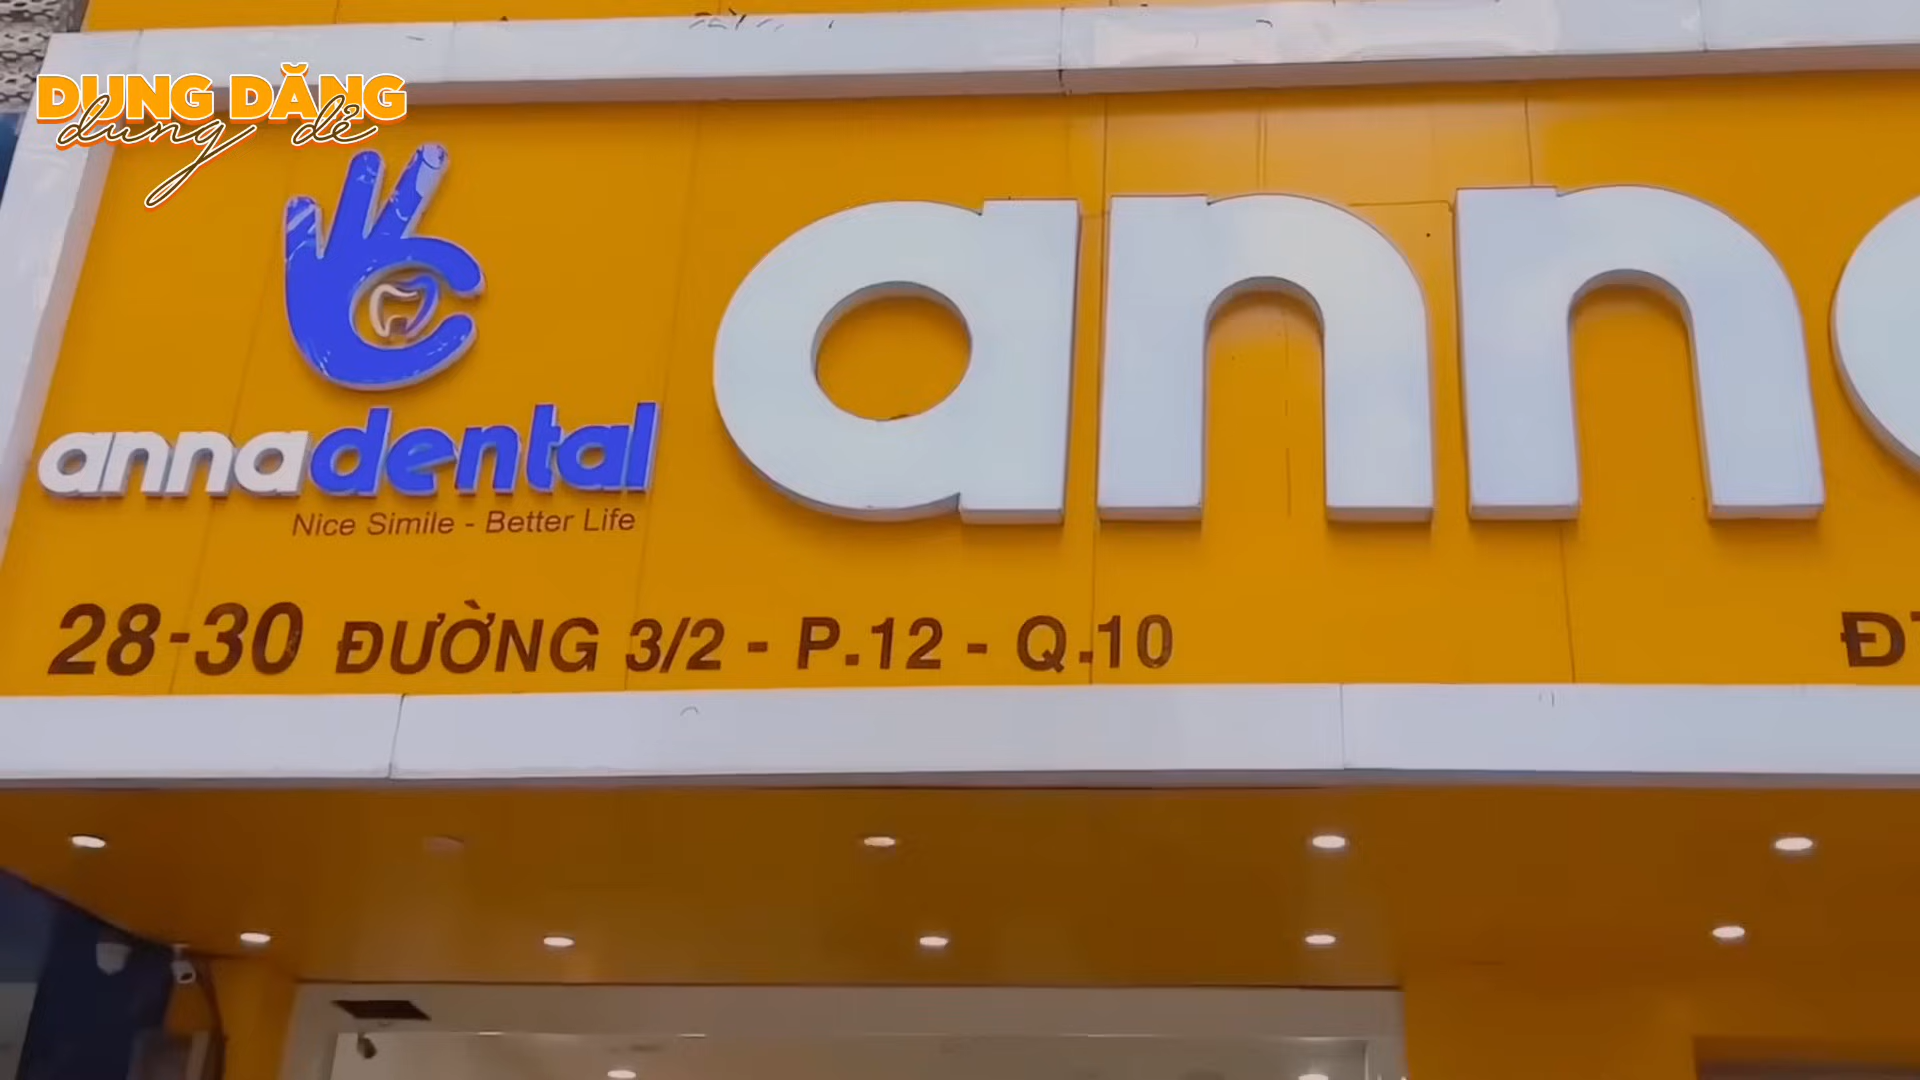 DUNG DĂNG
dung dẻ
annadental
Nice Simile - Better Life
ann
28-30 ĐƯỜNG 3/2 - P.12 - Q.10